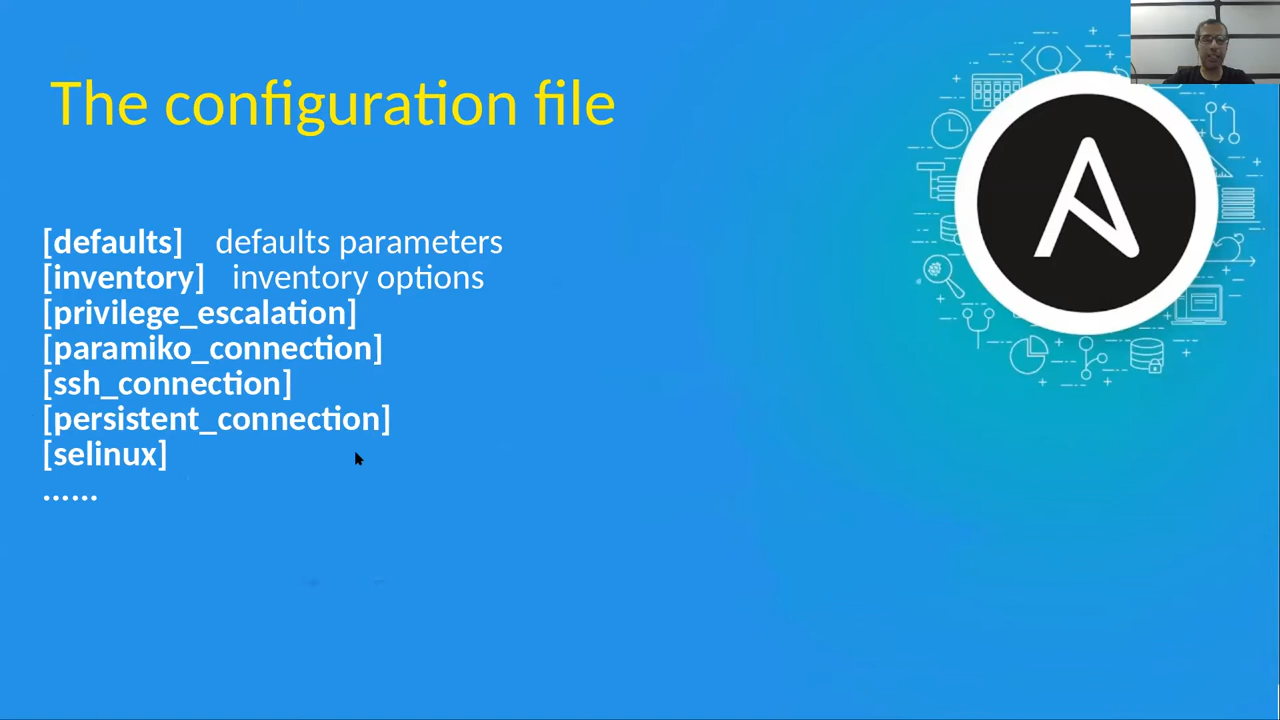 The configuration file
[defaults] defaults parameters
[inventory] inventory options
[privilege_escalation]
[paramiko_connection]
[ssh_connection]
[persistent_connection]
[selinux]
......